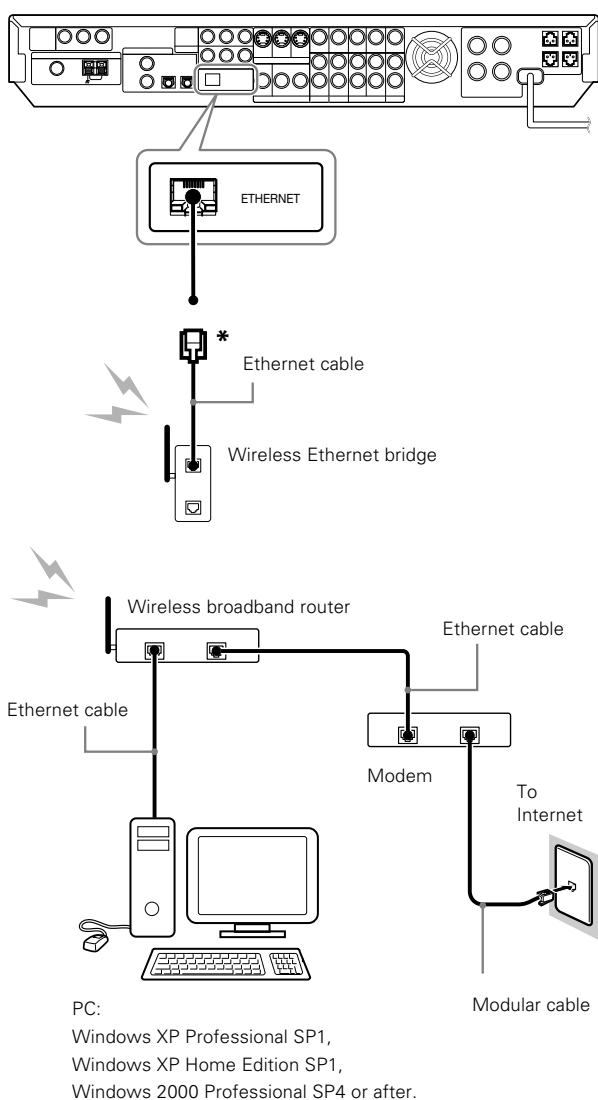 ETHERNET
*
Ethernet cable
Wireless Ethernet bridge
Wireless broadband router
Ethernet cable
Ethernet cable
Modem
To
Internet
Modular cable
PC:
Windows XP Professional SP1,
Windows XP Home Edition SP1,
Windows 2000 Professional SP4 or after.